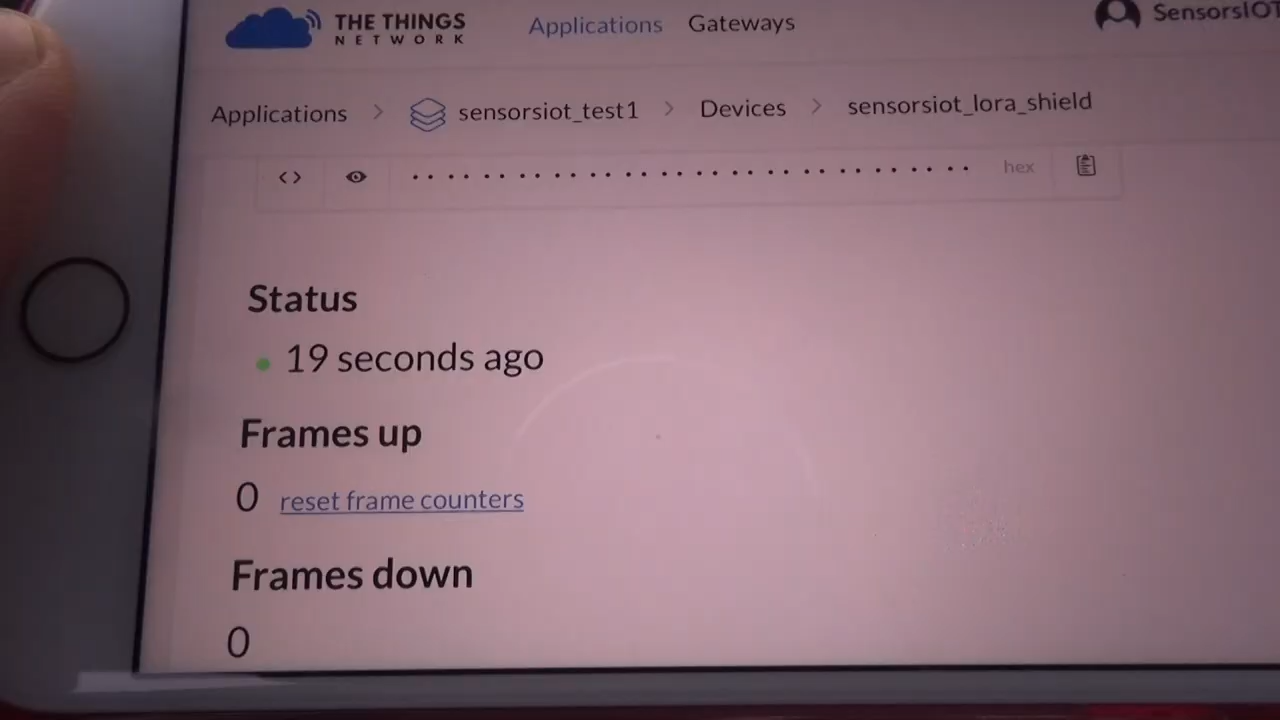 THE THINGS
NETWORK
Applications Gateways
Applications > sensorsiot_test1 > Devices > sensorsiot_lora_shield
<> hex
Status
19 seconds ago
Frames up
0 reset frame counters
Frames down
0